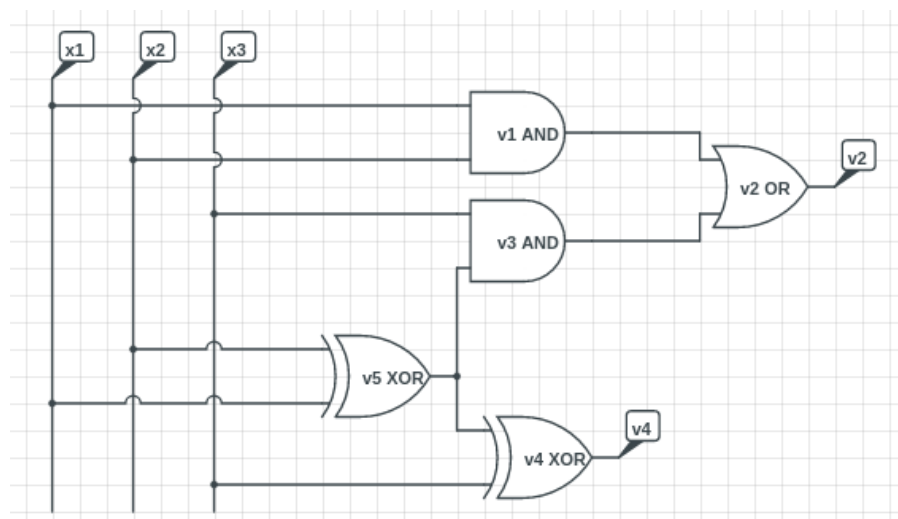 x1
x2
x3
v1 AND
v2
v2 OR
v3 AND
v5 XOR
v4
v4 XOR